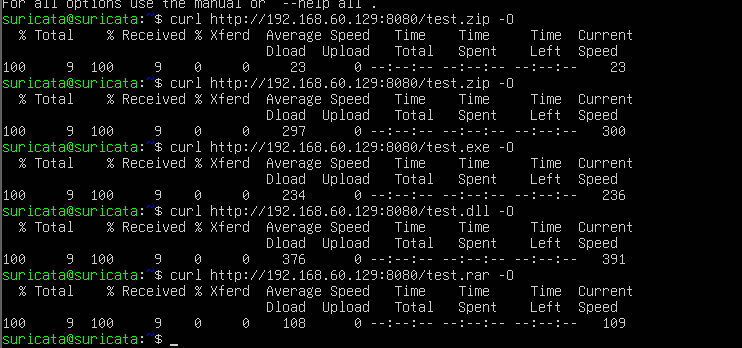 For all options use the manual or "--help all".
suricata@suricata:~$ curl http://192.168.60.129:8080/test.zip -O
  % Total    % Received % Xferd  Average Speed   Time    Time     Time  Current
                                 Dload  Upload   Total   Spent    Left  Speed
100     9  100     9    0     0     23      0 --:--:-- --:--:-- --:--:--    23
suricata@suricata:~$ curl http://192.168.60.129:8080/test.zip -O
  % Total    % Received % Xferd  Average Speed   Time    Time     Time  Current
                                 Dload  Upload   Total   Spent    Left  Speed
100     9  100     9    0     0    297      0 --:--:-- --:--:-- --:--:--   300
suricata@suricata:~$ curl http://192.168.60.129:8080/test.exe -O
  % Total    % Received % Xferd  Average Speed   Time    Time     Time  Current
                                 Dload  Upload   Total   Spent    Left  Speed
100     9  100     9    0     0    234      0 --:--:-- --:--:-- --:--:--   236
suricata@suricata:~$ curl http://192.168.60.129:8080/test.dll -O
  % Total    % Received % Xferd  Average Speed   Time    Time     Time  Current
                                 Dload  Upload   Total   Spent    Left  Speed
100     9  100     9    0     0    376      0 --:--:-- --:--:-- --:--:--   391
suricata@suricata:~$ curl http://192.168.60.129:8080/test.rar -O
  % Total    % Received % Xferd  Average Speed   Time    Time     Time  Current
                                 Dload  Upload   Total   Spent    Left  Speed
100     9  100     9    0     0    108      0 --:--:-- --:--:-- --:--:--   109
suricata@suricata:~$ _